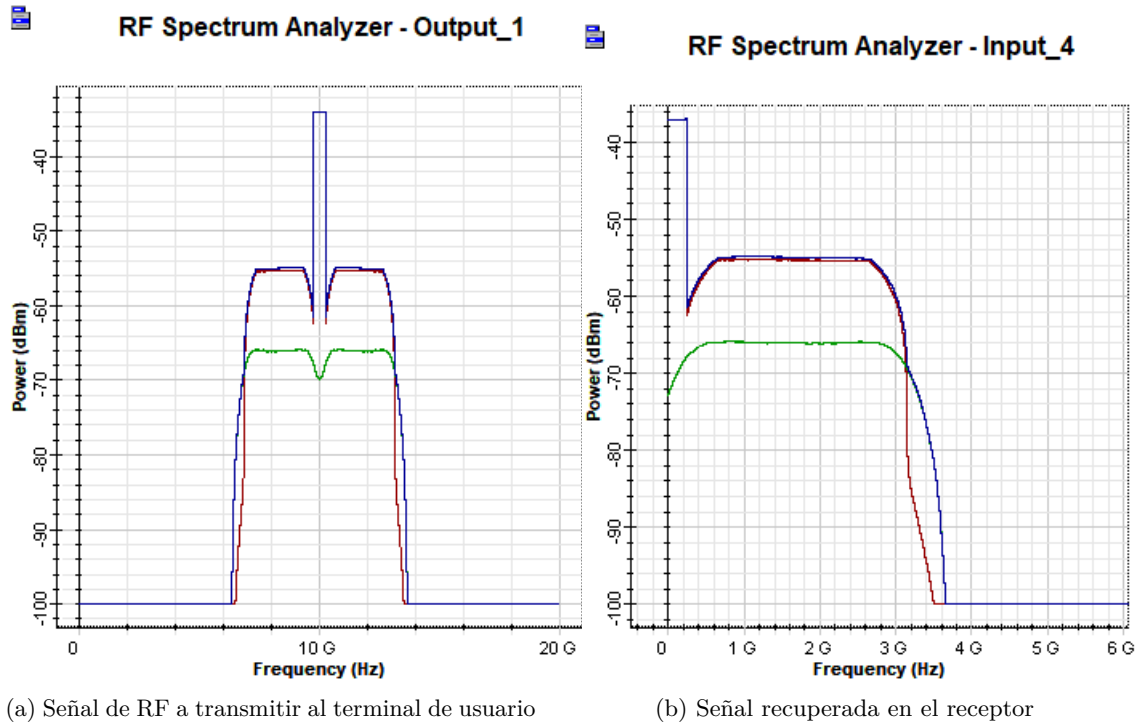 RF Spectrum Analyzer - Output_1
Power (dBm)
-40
-50
-60
-70
-80
-90
-100
0
10 G
20 G
Frequency (Hz)
(a) Señal de RF a transmitir al terminal de usuario
RF Spectrum Analyzer - Input_4
Power (dBm)
-40
-50
-60
-70
-80
-90
-100
0
1 G
2 G
3 G
4 G
5 G
6 G
Frequency (Hz)
(b) Señal recuperada en el receptor